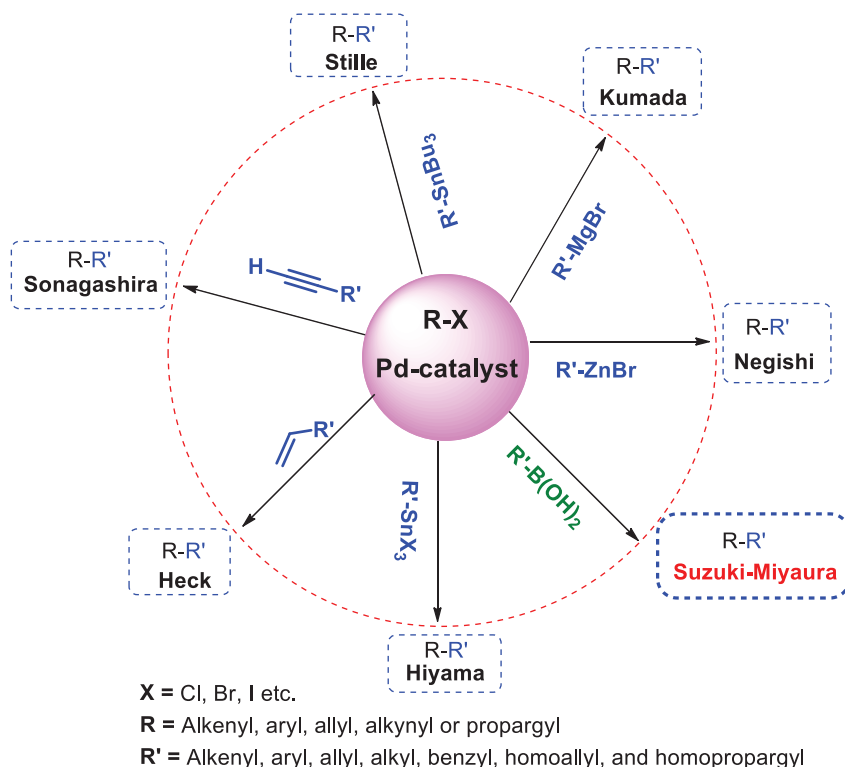 R-R'
Stille
R-R'
Kumada
R'-SnBu₃
R'-MgBr
R-R'
Sonagashira
H
R'
R-X
Pd-catalyst
R-R'
Negishi
R'-ZnBr
R'
R'-SnX₃
R'-B(OH)₂
R-R'
Heck
R-R'
Suzuki-Miyaura
R-R'
Hiyama
X = Cl, Br, I etc.
R = Alkenyl, aryl, allyl, alkynyl or propargyl
R' = Alkenyl, aryl, allyl, alkyl, benzyl, homoallyl, and homopropargyl